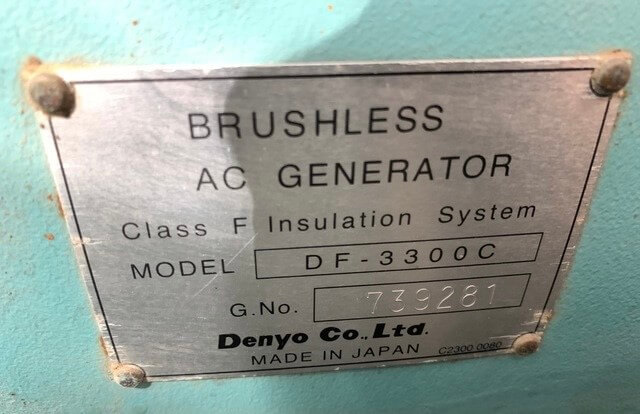 BRUSHLESS
AC GENERATOR
Class F Insulation System
MODEL DF-3300C
G.No. 739281
Denyo Co.,Ltd.
MADE IN JAPAN C2300 0080